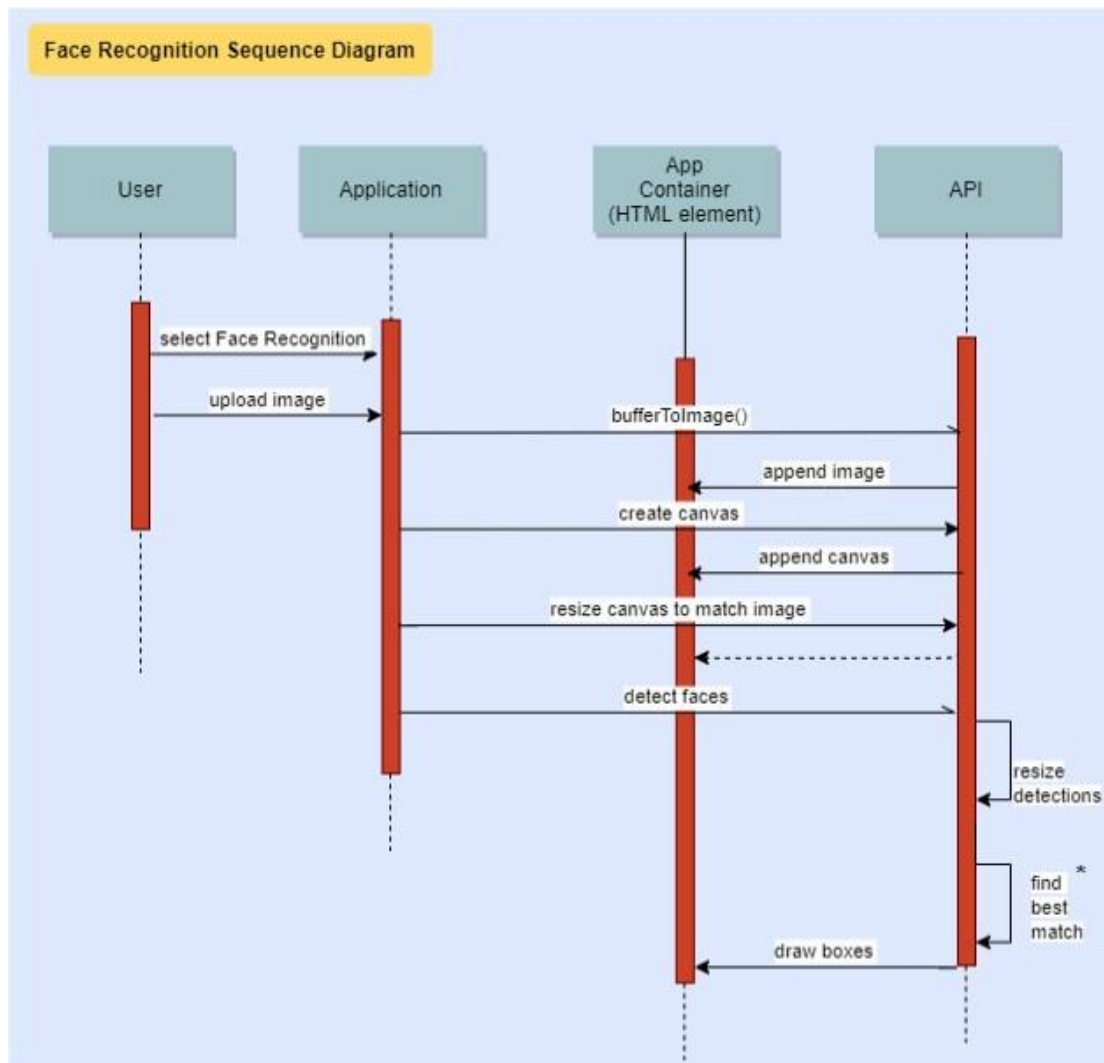 Face Recognition Sequence Diagram
User
Application
App
Container
(HTML element)
API
select Face Recognition
upload image
bufferToImage()
append image
create canvas
append canvas
resize canvas to match image
detect faces
resize
detections
*
find
best
match
draw boxes